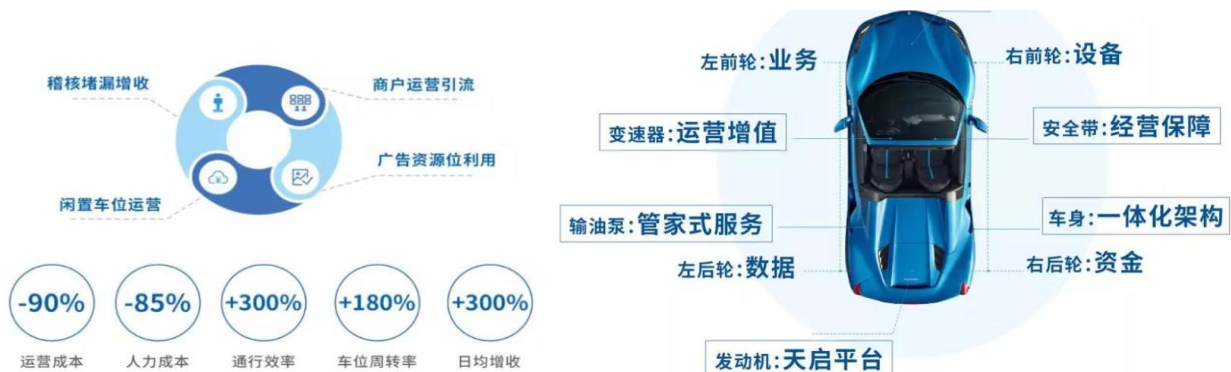 稽核堵漏增收
商户运营引流
广告资源位利用
闲置车位运营
-90%
-85%
+300%
+180%
+300%
运营成本
人力成本
通行效率
车位周转率
日均增收
左前轮:业务
右前轮:设备
变速器:运营增值
安全带:经营保障
输油泵:管家式服务
车身:一体化架构
左后轮:数据
右后轮:资金
发动机:天启平台